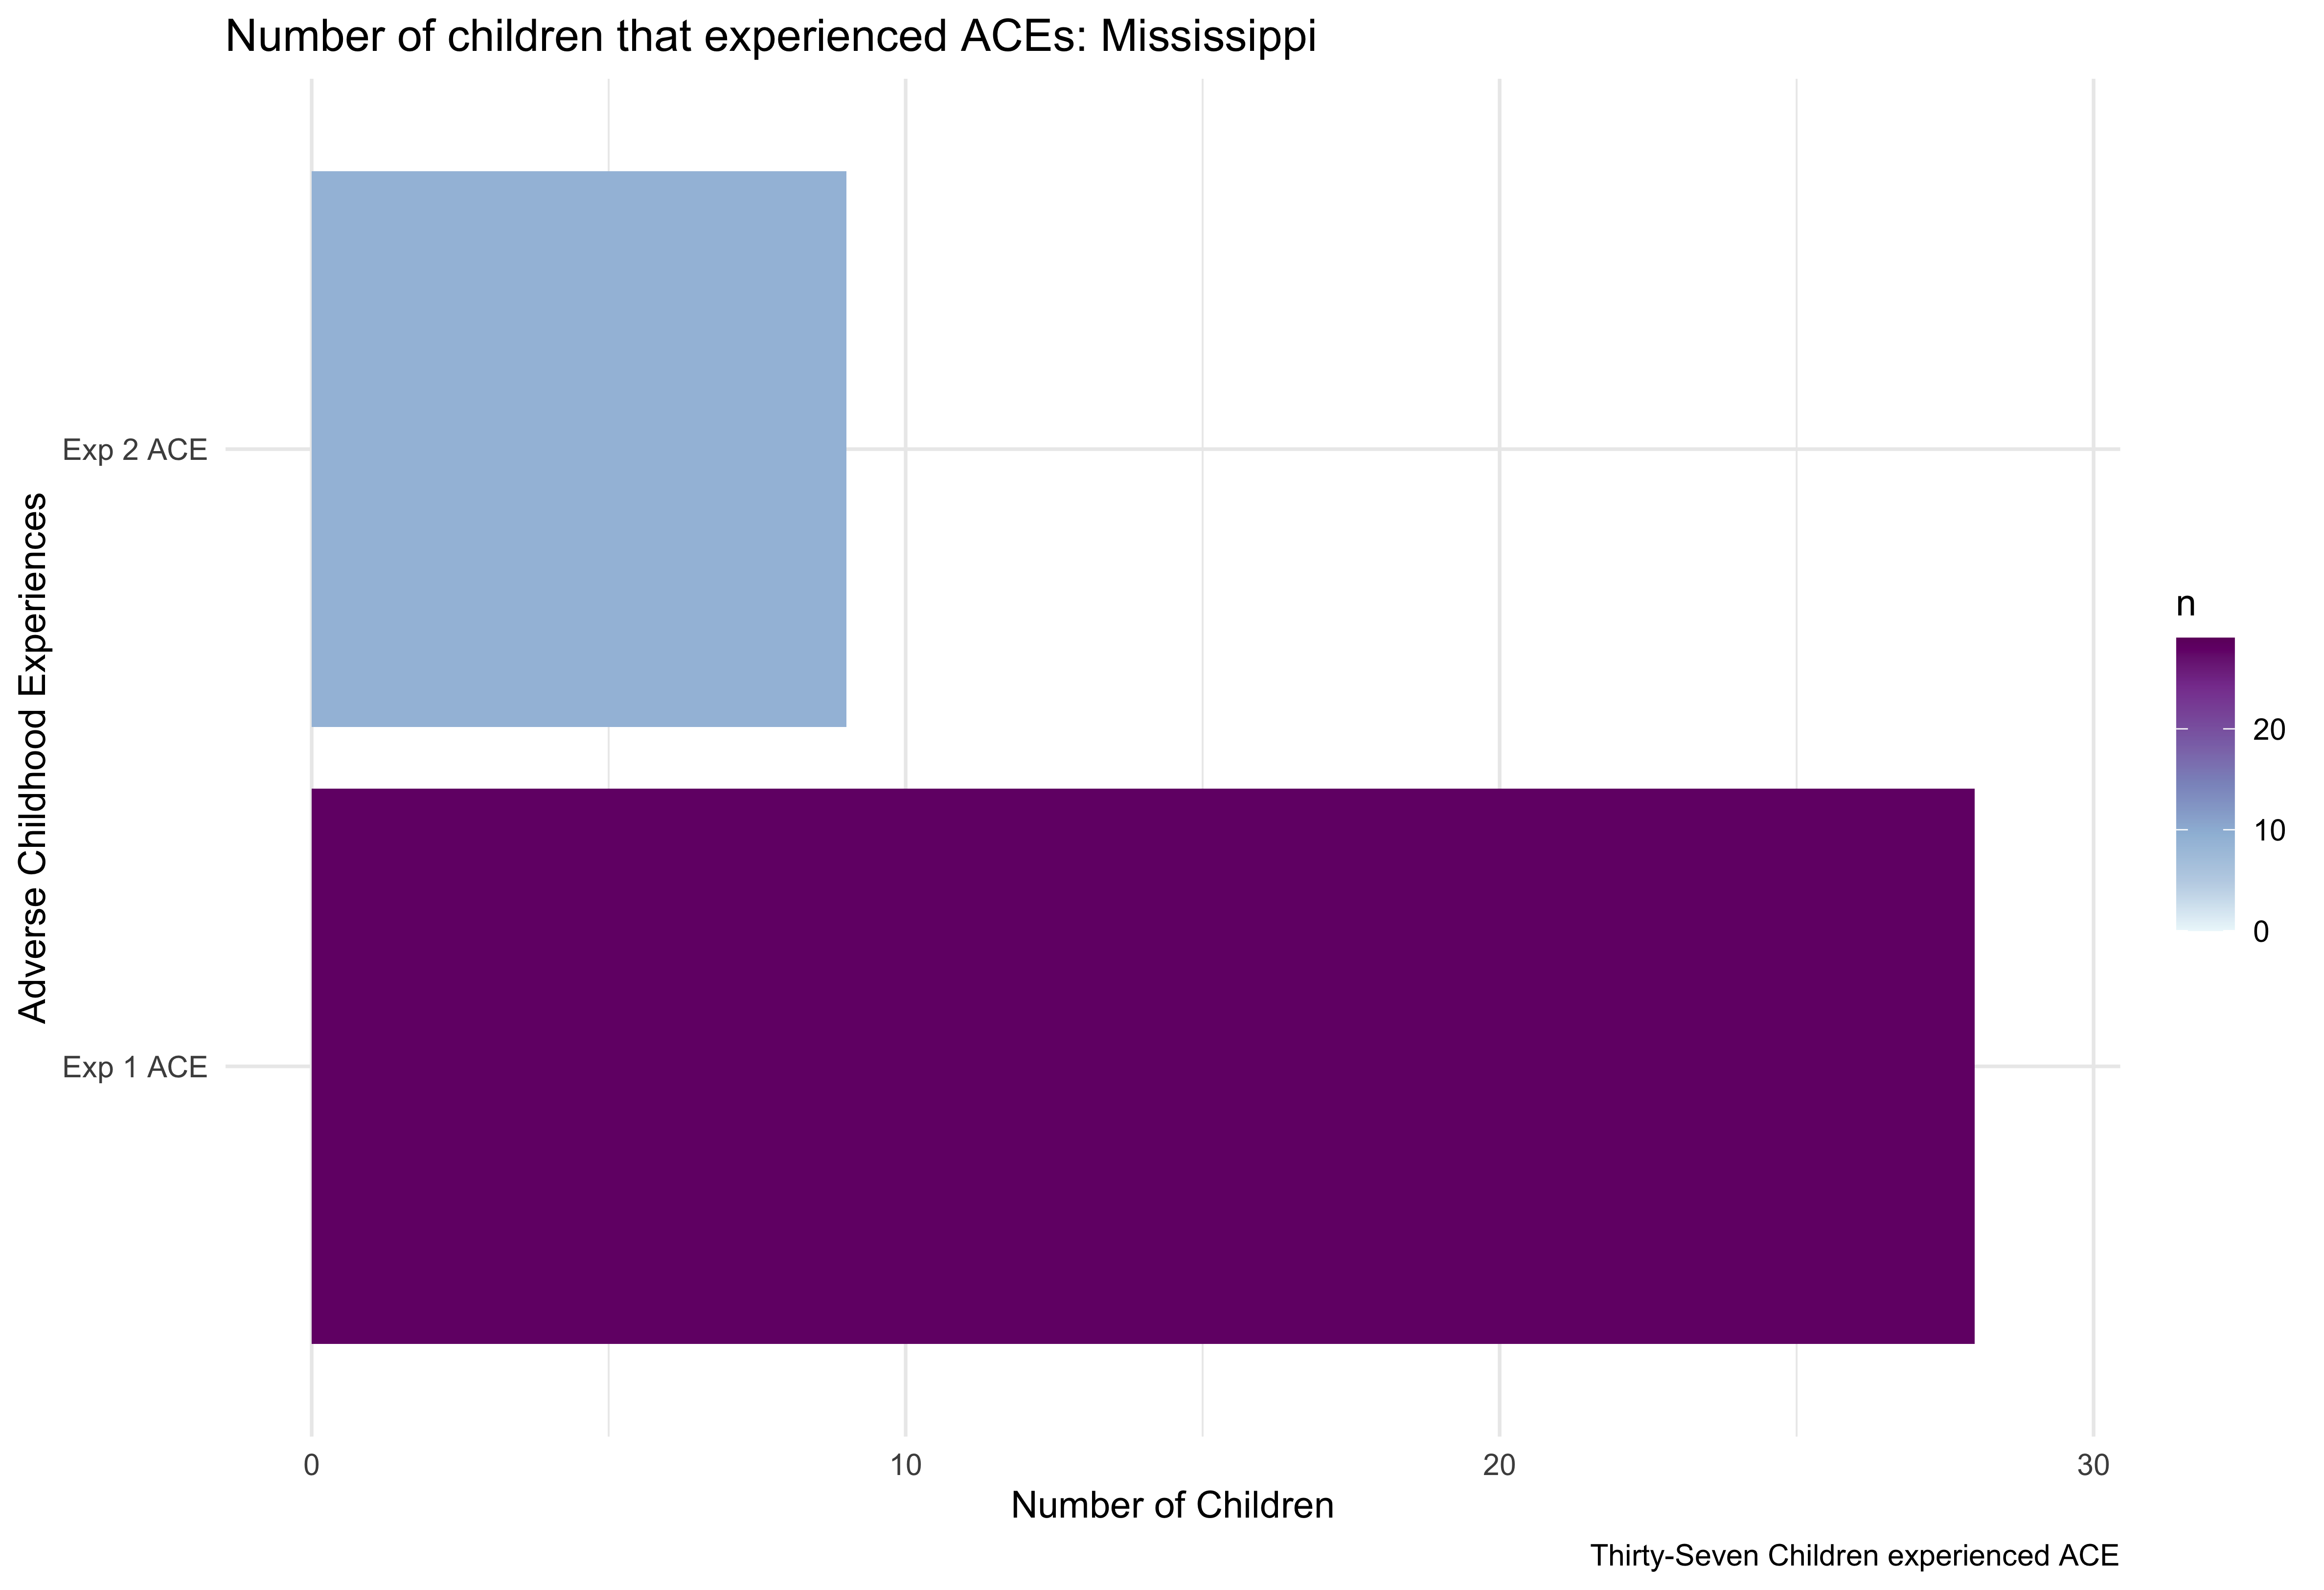 Number of children that experienced ACEs: Mississippi
Adverse Childhood Experiences
Exp 2 ACE
Exp 1 ACE
0
10
20
30
Number of Children
n
20
10
0
Thirty-Seven Children experienced ACE